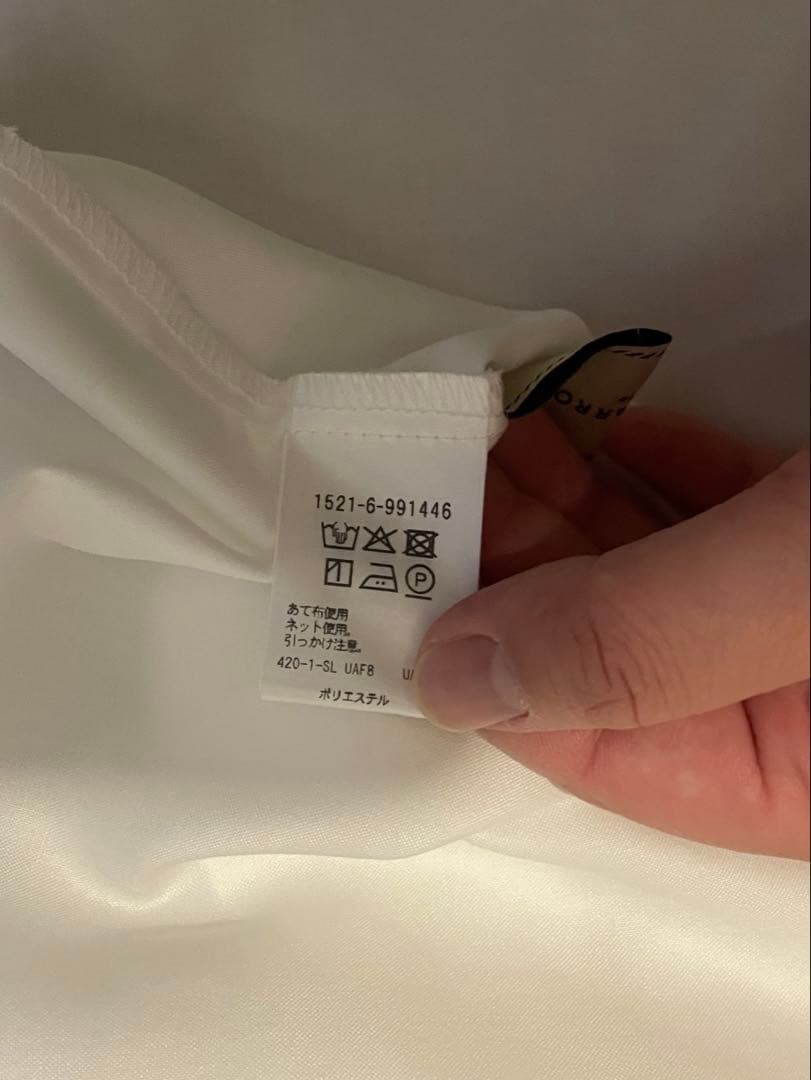 1521-6-991446
P
あて布使用
ネット使用。
引っかけ注意。
420-1-SL UAF8 U/
ポリエステル
ARRO